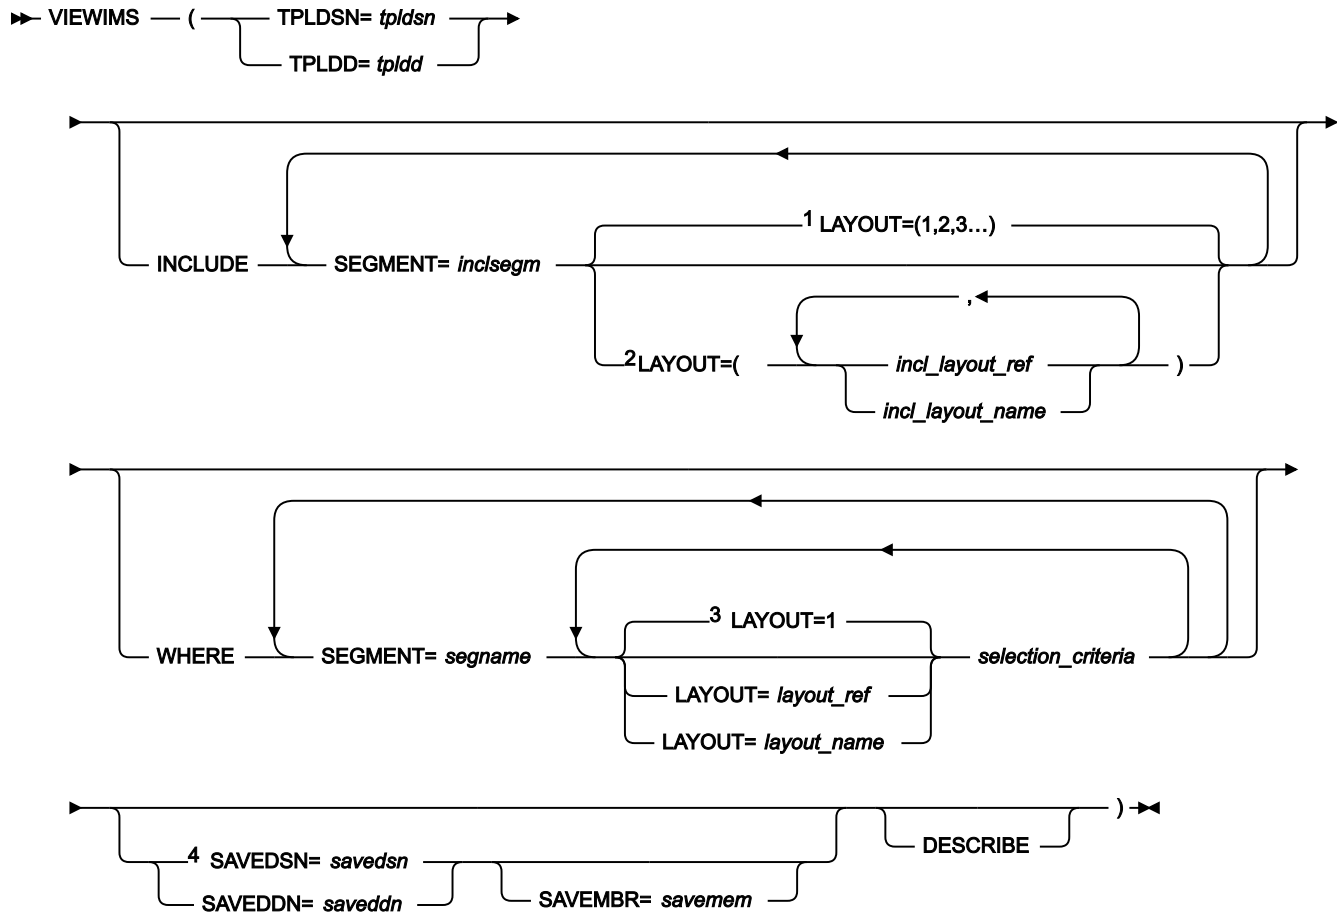 VIEWIMS ( TPLDSN= tpldsn
TPLDD= tpldd
1 LAYOUT=(1,2,3...)
INCLUDE SEGMENT= inclsegm
,
2 LAYOUT=( incl_layout_ref )
incl_layout_name
3 LAYOUT=1
WHERE SEGMENT= segname selection_criteria
LAYOUT= layout_ref
LAYOUT= layout_name
)
DESCRIBE
4 SAVEDSN= savedsn
SAVEDDN= saveddn SAVEMBR= savemem